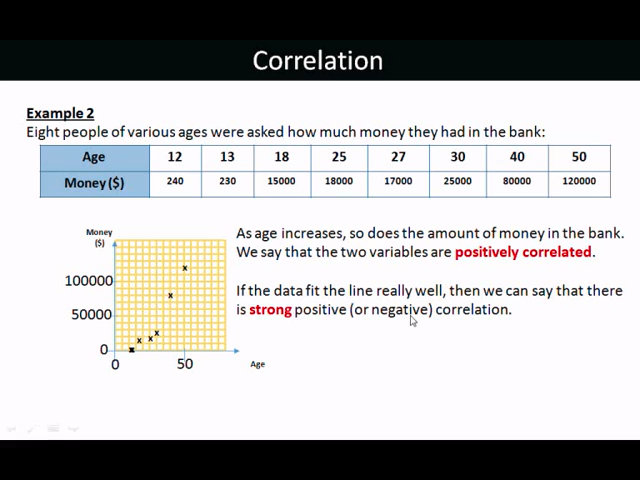 Correlation
Example 2
Eight people of various ages were asked how much money they had in the bank:
Age 12 13 18 25 27 30 40 50
Money ($) 240 230 15000 18000 17000 25000 80000 120000
Money
($)
100000
50000
0
0 50 Age
As age increases, so does the amount of money in the bank.
We say that the two variables are positively correlated.
If the data fit the line really well, then we can say that there
is strong positive (or negative) correlation.